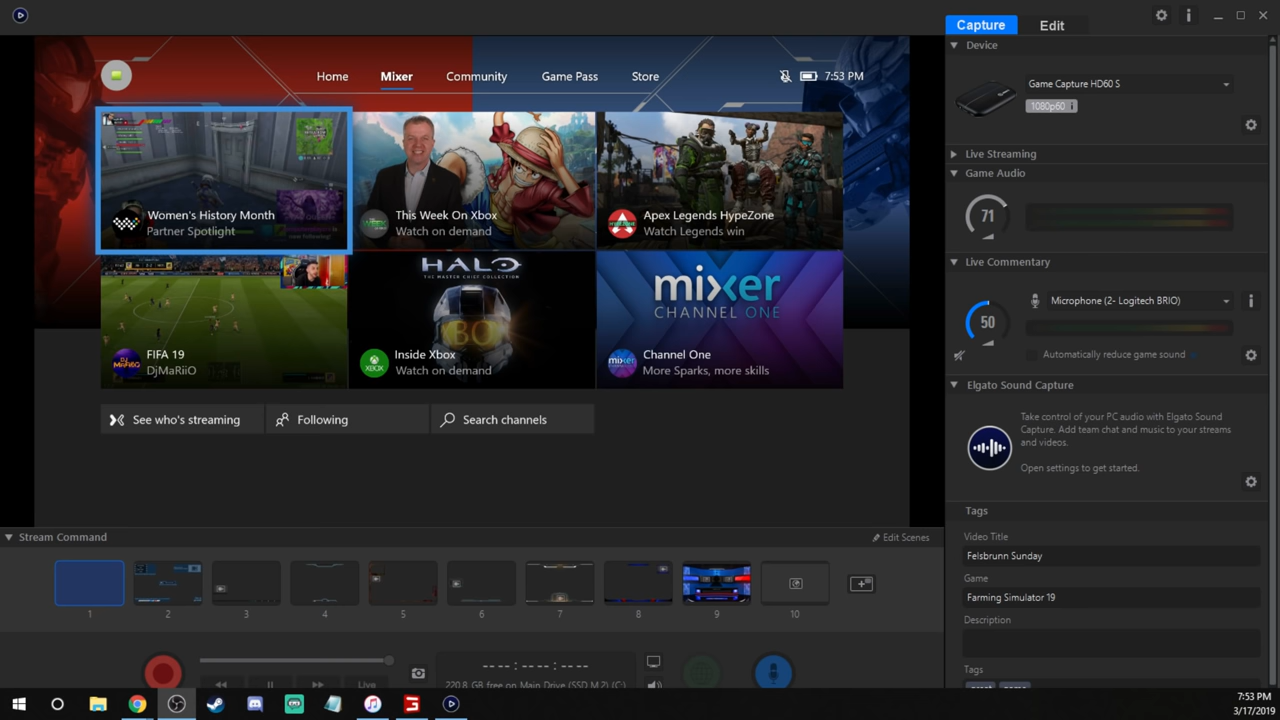 Capture
Edit
Device
Game Capture HD60 S
1080p60
Live Streaming
Game Audio
71
Live Commentary
Microphone (2- Logitech BRIO)
50
Automatically reduce game sound
Elgato Sound Capture
Take control of your PC audio with Elgato Sound
Capture. Add team chat and music to your streams
and videos.
Open settings to get started.
Tags
Video Title
Felsbrunn Sunday
Game
Farming Simulator 19
Description
Tags
Home
Mixer
Community
Game Pass
Store
7:53 PM
Women's History Month
Partner Spotlight
This Week On Xbox
Watch on demand
Apex Legends HypeZone
Watch Legends win
FIFA 19
DjMaRiiO
HALO
THE MASTER CHIEF COLLECTION
Inside Xbox
Watch on demand
XBOX
mixer
CHANNEL ONE
mixer
Channel One
More Sparks, more skills
See who's streaming
Following
Search channels
Stream Command
Edit Scenes
1
2
3
4
5
6
7
8
9
10
-- -- : -- -- : -- --
Live
220.8 GB free on Main Drive (SSD M.2) (C:)
7:53 PM
3/17/2019